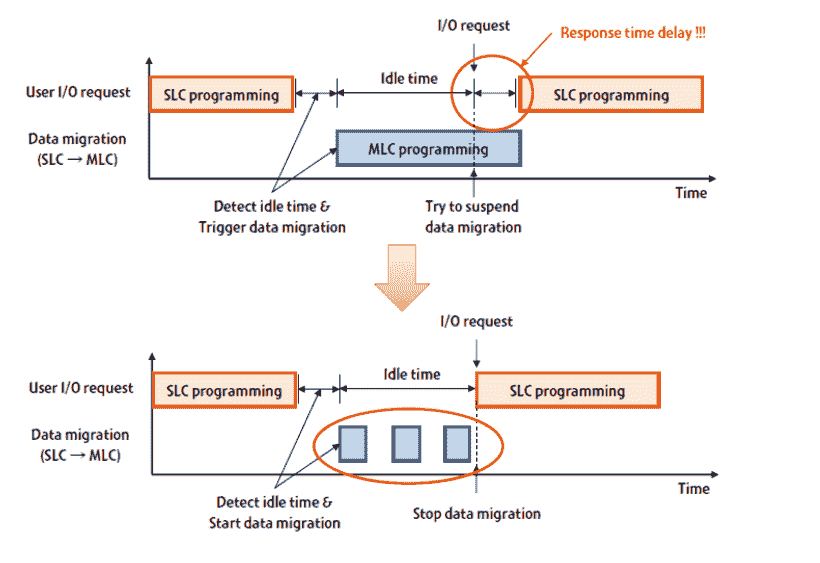 I/O request
Response time delay !!!
Idle time
User I/O request
SLC programming
SLC programming
Data migration
(SLC → MLC)
MLC programming
Time
Detect idle time &
Trigger data migration
Try to suspend
data migration
I/O request
Idle time
User I/O request
SLC programming
SLC programming
Data migration
(SLC → MLC)
Time
Detect idle time &
Start data migration
Stop data migration